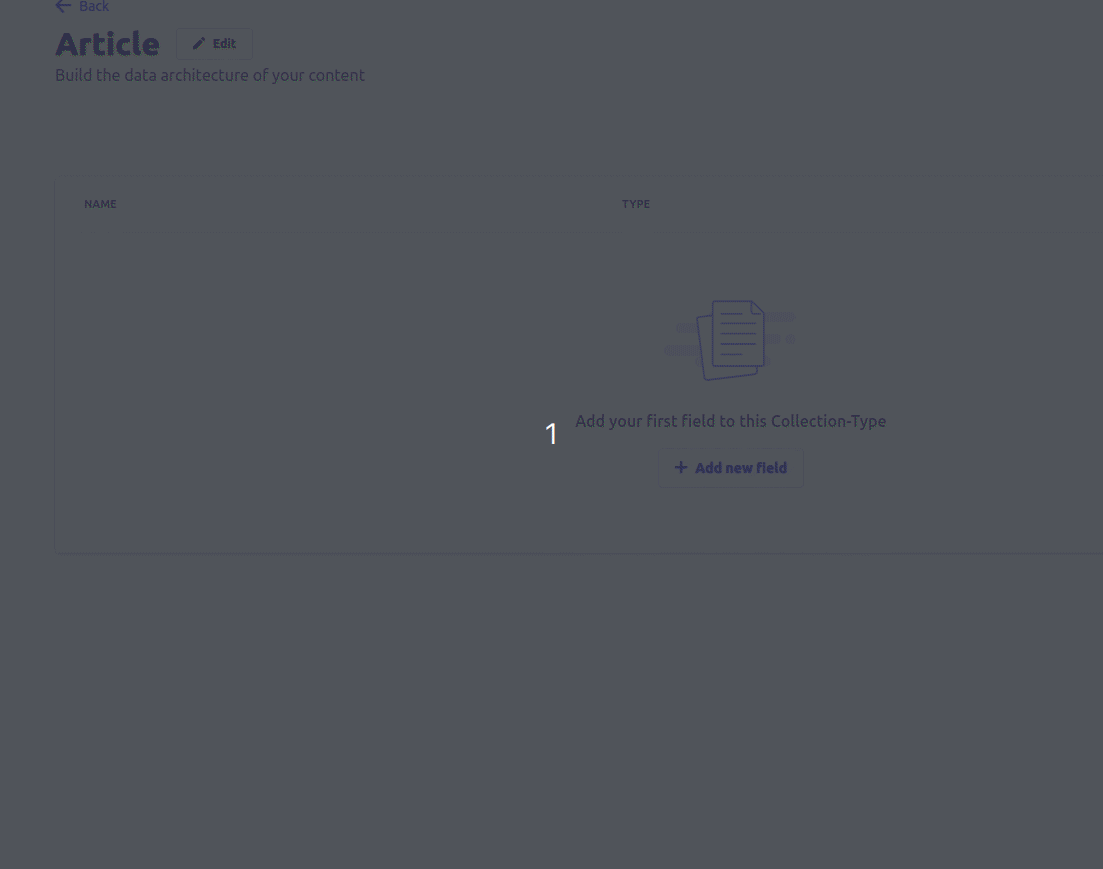 Back
Article Edit
Build the data architecture of your content
NAME TYPE
Add your first field to this Collection-Type
1
Add new field